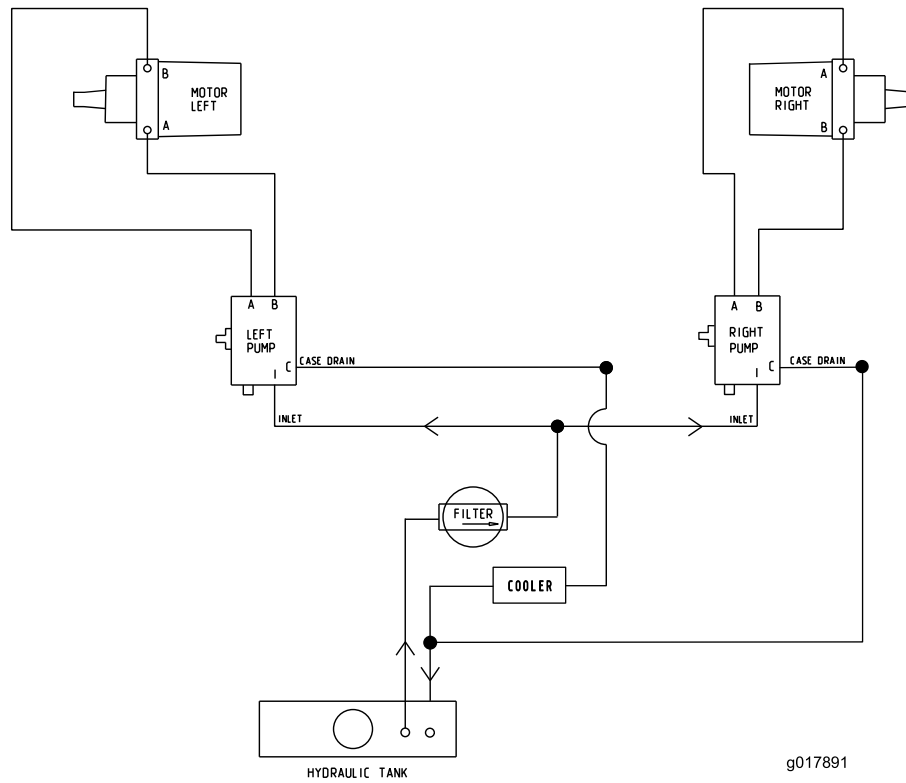 B
MOTOR
LEFT
A
A
MOTOR
RIGHT
B
A B
LEFT
PUMP
C
I
CASE DRAIN
INLET
A B
RIGHT
PUMP
C
I
CASE DRAIN
INLET
FILTER
COOLER
HYDRAULIC TANK
g017891